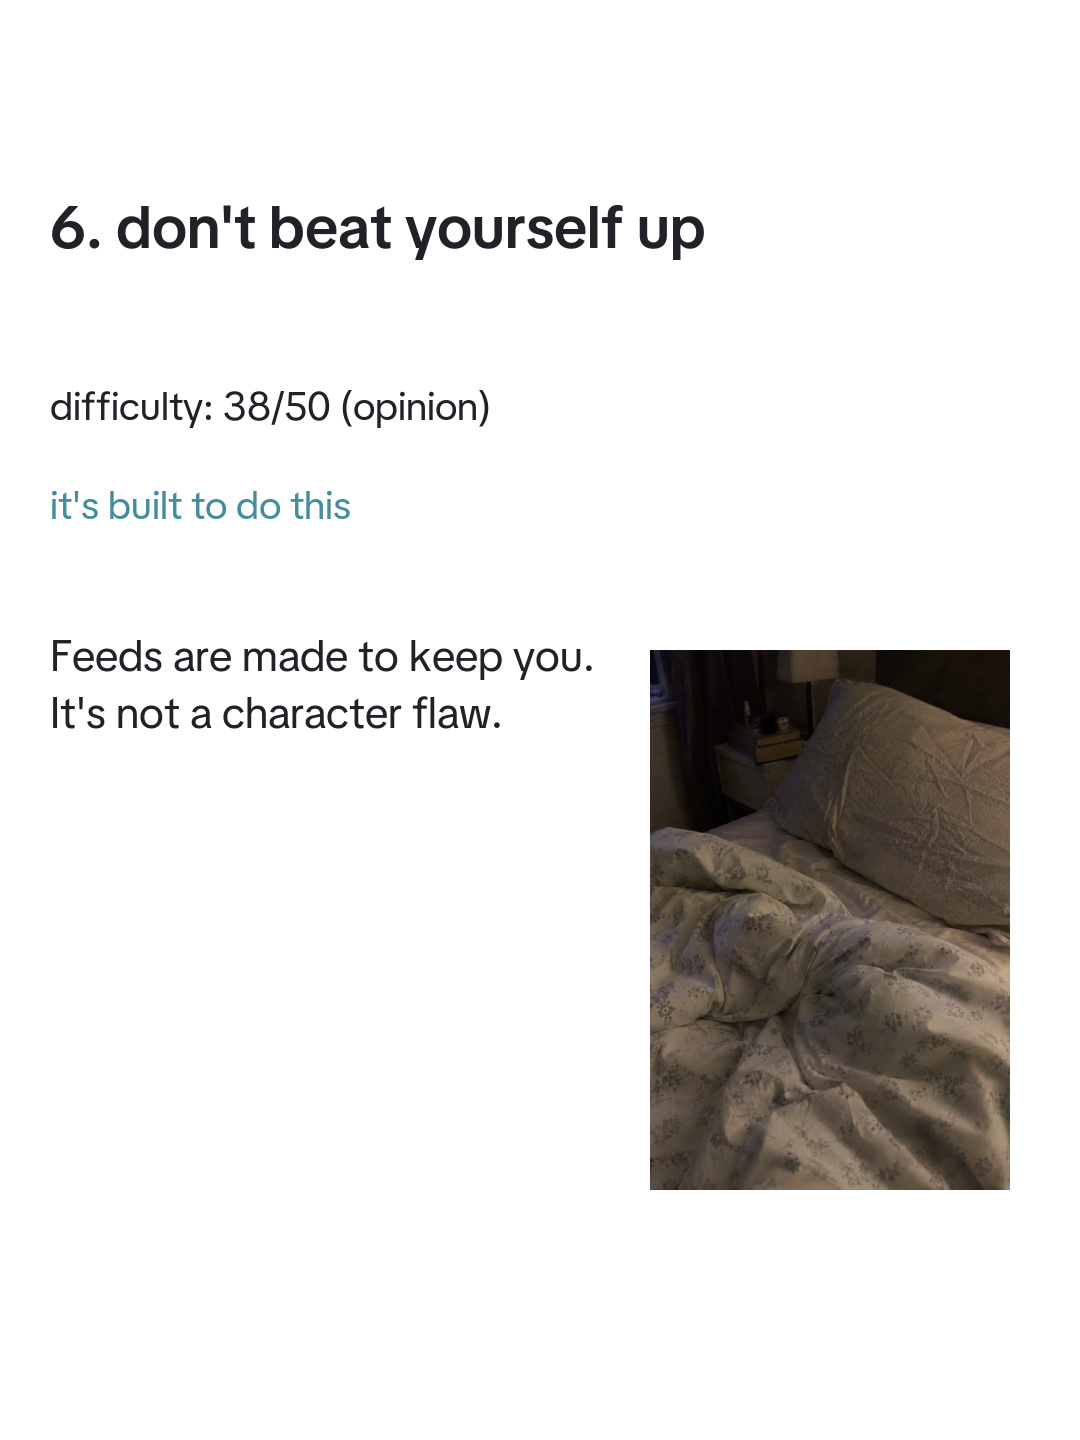 6. don't beat yourself up
difficulty: 38/50 (opinion)
it's built to do this
Feeds are made to keep you.
It's not a character flaw.